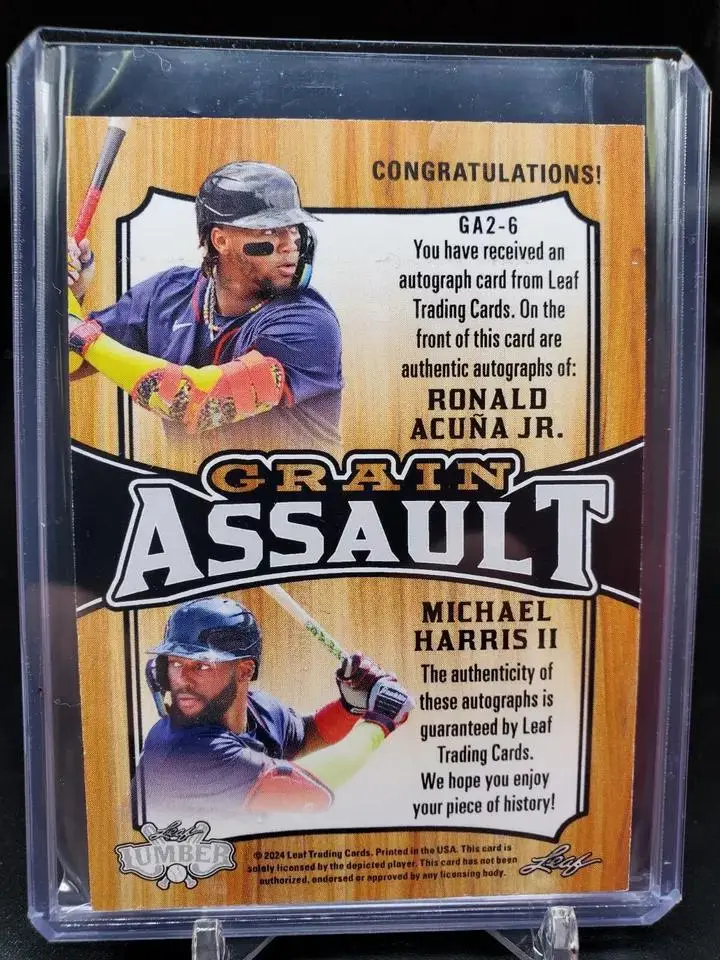 CONGRATULATIONS!
GA2-6
You have received an
autograph card from Leaf
Trading Cards. On the
front of this card are
authentic autographs of:
RONALD
ACUÑA JR.
GRAIN
ASSAULT
MICHAEL
HARRIS II
The authenticity of
these autographs is
guaranteed by Leaf
Trading Cards.
We hope you enjoy
your piece of history!
Leaf
LUMBER
© 2024 Leaf Trading Cards. Printed in the USA. This card is
solely licensed by the depicted player. This card has not been
authorized, endorsed or approved by any licensing body.
Leaf